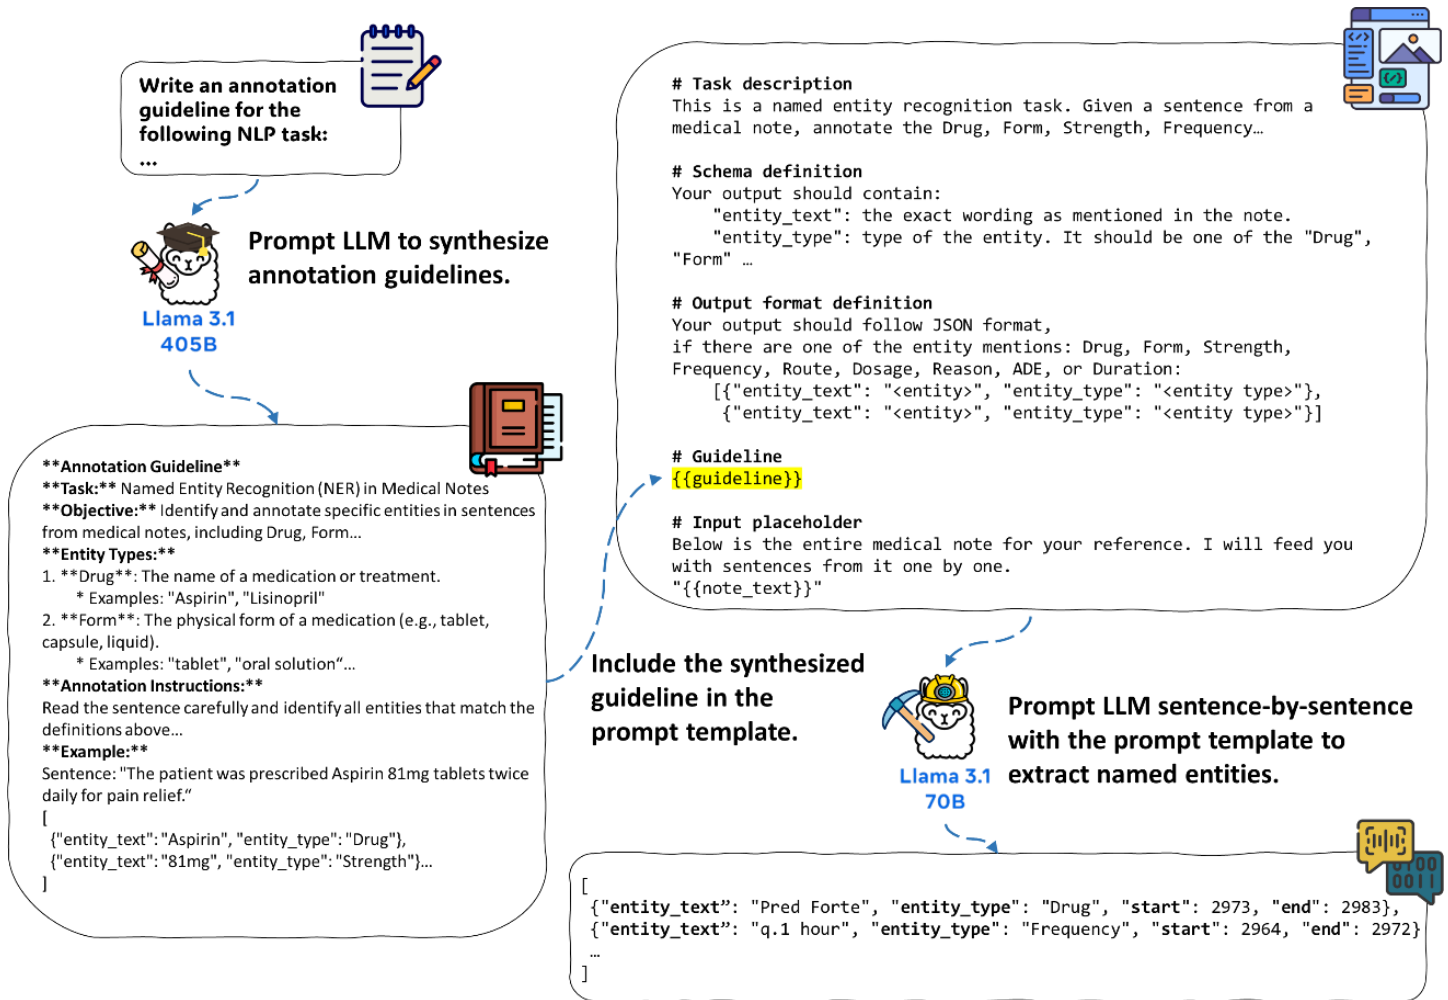 Write an annotation
guideline for the
following NLP task:
...
Prompt LLM to synthesize
annotation guidelines.
Llama 3.1
405B
**Annotation Guideline**
**Task:** Named Entity Recognition (NER) in Medical Notes
**Objective:** Identify and annotate specific entities in sentences
from medical notes, including Drug, Form…
**Entity Types:**
1. **Drug**: The name of a medication or treatment.
* Examples: "Aspirin", "Lisinopril"
2. **Form**: The physical form of a medication (e.g., tablet,
capsule, liquid).
* Examples: "tablet", "oral solution“…
**Annotation Instructions:**
Read the sentence carefully and identify all entities that match the
definitions above…
**Example:**
Sentence: "The patient was prescribed Aspirin 81mg tablets twice
daily for pain relief.“
[
{"entity_text": "Aspirin", "entity_type": "Drug"},
{"entity_text": "81mg", "entity_type": "Strength"}…
]
Include the synthesized
guideline in the
prompt template.
# Task description
This is a named entity recognition task. Given a sentence from a
medical note, annotate the Drug, Form, Strength, Frequency…
# Schema definition
Your output should contain:
"entity_text": the exact wording as mentioned in the note.
"entity_type": type of the entity. It should be one of the "Drug",
"Form" …
# Output format definition
Your output should follow JSON format,
if there are one of the entity mentions: Drug, Form, Strength,
Frequency, Route, Dosage, Reason, ADE, or Duration:
[{"entity_text": "<entity>", "entity_type": "<entity type>"},
{"entity_text": "<entity>", "entity_type": "<entity type>"}]
# Guideline
{{guideline}}
# Input placeholder
Below is the entire medical note for your reference. I will feed you
with sentences from it one by one.
"{{note_text}}"
Llama 3.1
70B
Prompt LLM sentence-by-sentence
with the prompt template to
extract named entities.
[
{"entity_text”: "Pred Forte", "entity_type": "Drug", "start": 2973, "end": 2983},
{"entity_text”: "q.1 hour", "entity_type": "Frequency", "start": 2964, "end": 2972}
…
]